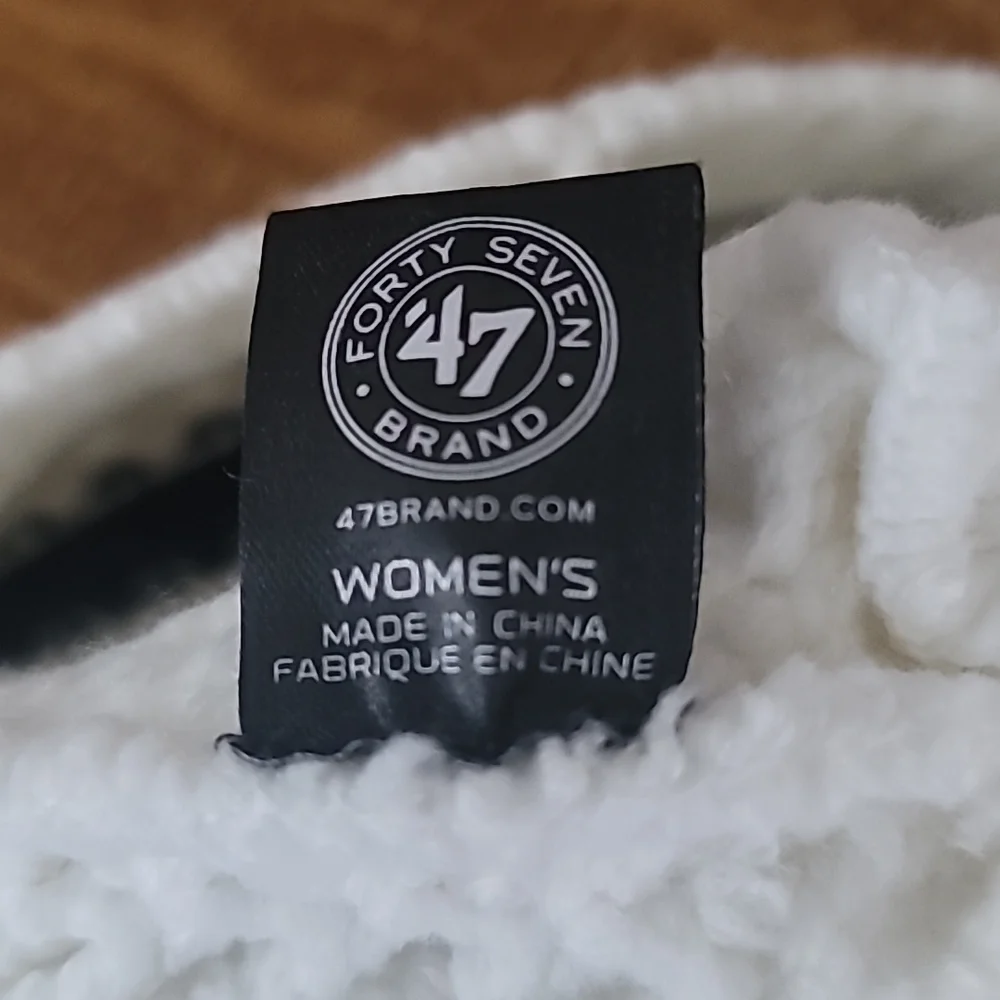 FORTY SEVEN
'47
BRAND
47BRAND.COM
WOMEN'S
MADE IN CHINA
FABRIQUE EN CHINE